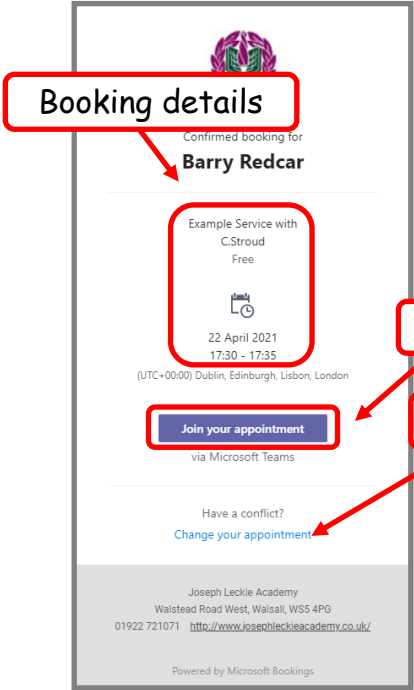 Booking details
Confirmed booking for
Barry Redcar
Example Service with
C.Stroud
Free
22 April 2021
17:30 - 17:35
(UTC+00:00) Dublin, Edinburgh, Lisbon, London
Join your appointment
via Microsoft Teams
Have a conflict?
Change your appointment
Joseph Leckie Academy
Walstead Road West, Walsall, WS5 4PG
01922 721071 http://www.josephleckieacademy.co.uk/
Powered by Microsoft Bookings